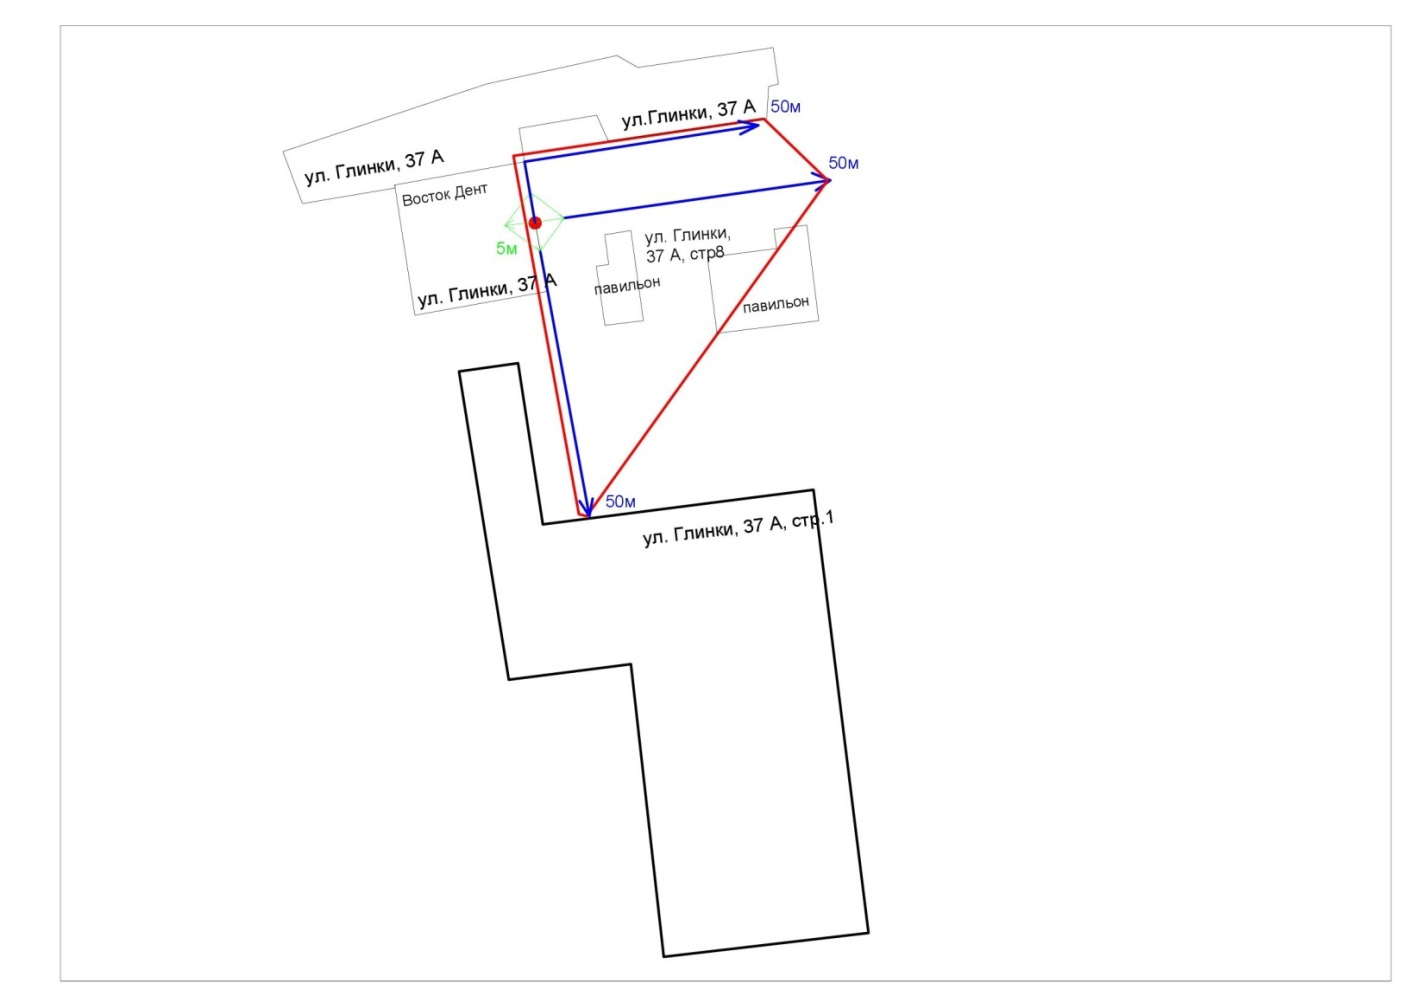 ул.Глинки, 37 А
50м
ул. Глинки, 37 А
50м
Восток Дент
ул. Глинки,
37 А, стр8
5м
ул. Глинки, 37 А
павильон
павильон
50м
ул. Глинки, 37 А, стр.1